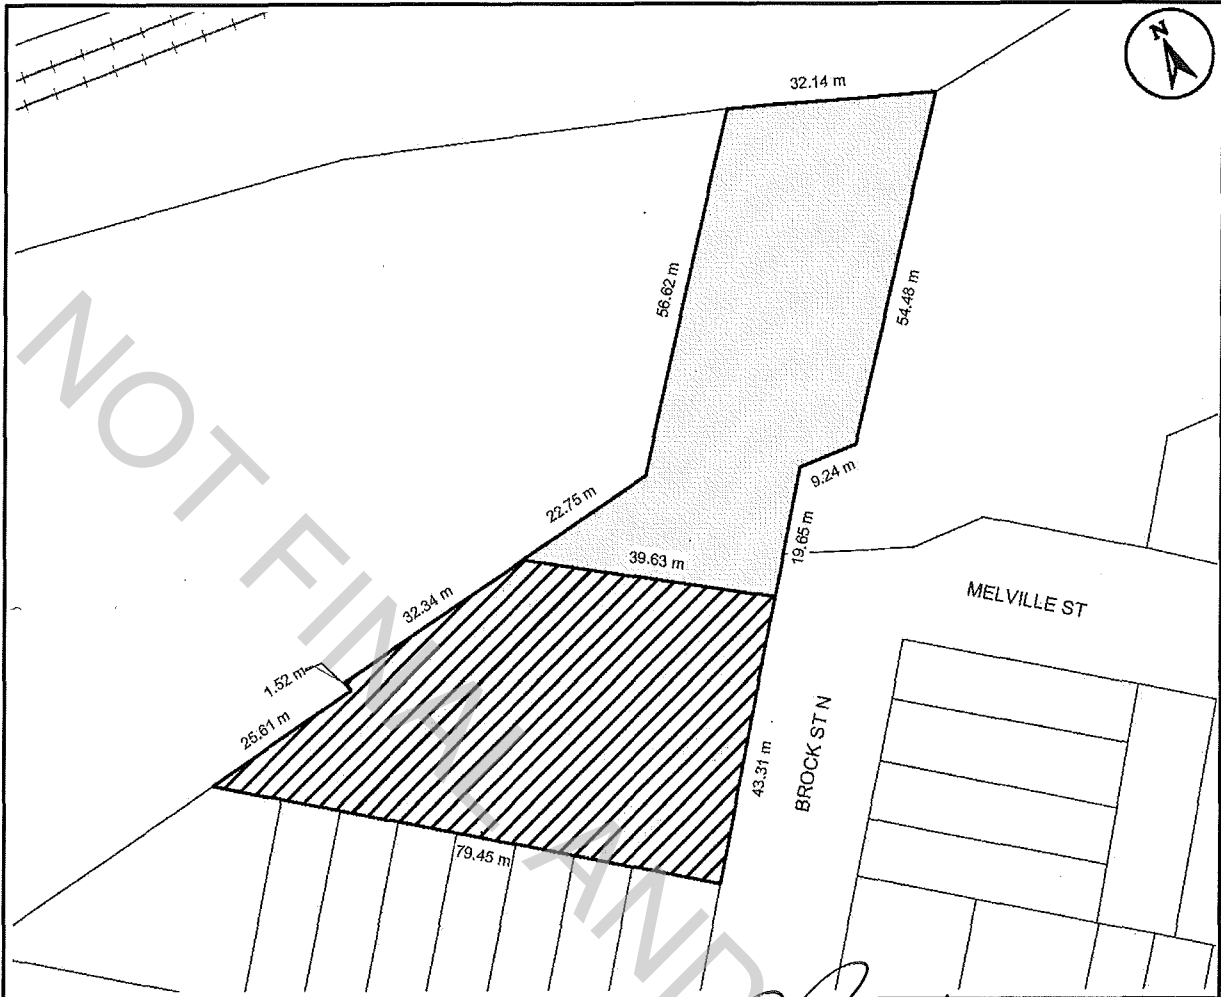 N
32.14 m
56.62 m
54.48 m
9.24 m
22.75 m
19.65 m
39.63 m
MELVILLE ST
32.34 m
1.52 m
25.61 m
BROCK ST N
43.31 m
79.45 m
NOT FINAL AND